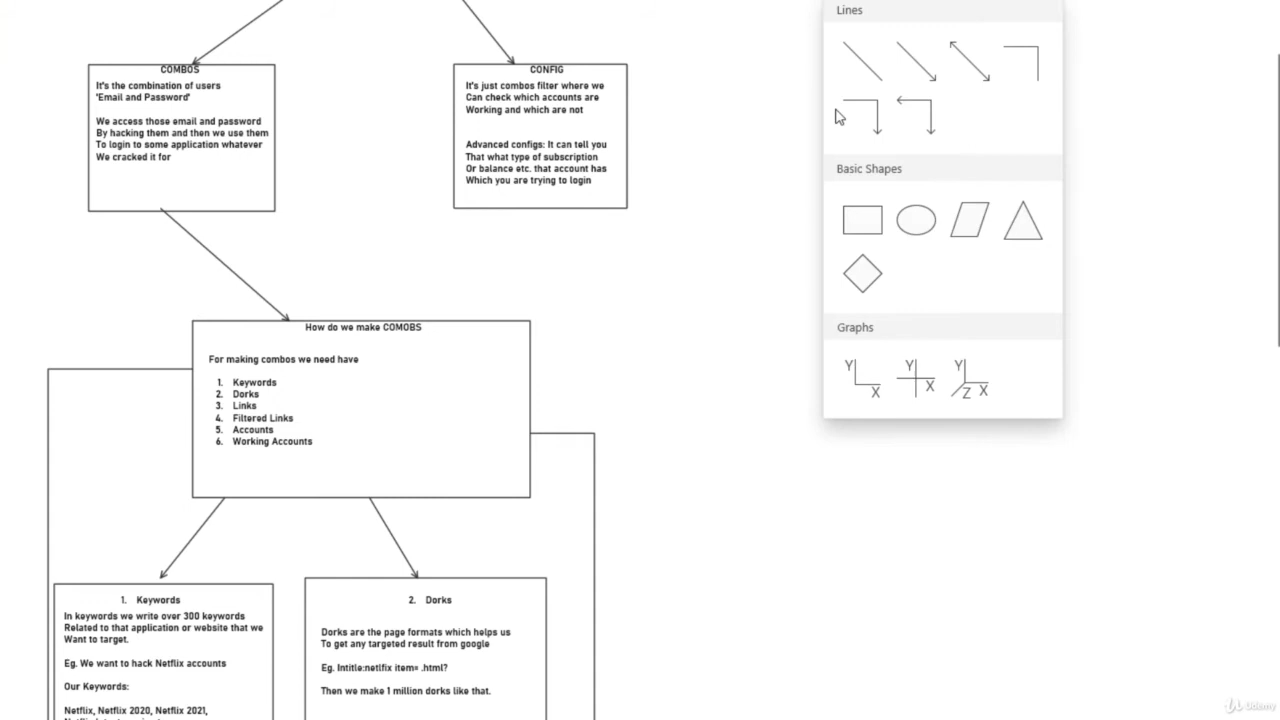 Lines
COMBOS
It's the combination of users
'Email and Password'
We access those email and password
By hacking them and then we use them
To login to some application whatever
We cracked it for
CONFIG
It's just combos filter where we
Can check which accounts are
Working and which are not
Advanced configs: It can tell you
That what type of subscription
Or balance etc. that account has
Which you are trying to login
Basic Shapes
Graphs
Y
X
Y
X
Y
Z
X
How do we make COMOBS
For making combos we need have
1. Keywords
2. Dorks
3. Links
4. Filtered Links
5. Accounts
6. Working Accounts
1. Keywords
In keywords we write over 300 keywords
Related to that application or website that we
Want to target.
Eg. We want to hack Netflix accounts
Our Keywords:
Netflix, Netflix 2020, Netflix 2021,
2. Dorks
Dorks are the page formats which helps us
To get any targeted result from google
Eg. Intitle:netlfix item= .html?
Then we make 1 million dorks like that.
Udemy